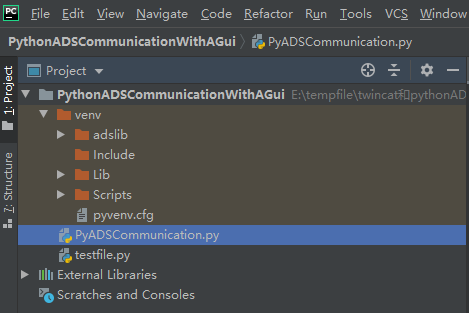 PC File Edit View Navigate Code Refactor Run Tools VCS Window
PythonADSCommunicationWithAGui PyADSCommunication.py
Project
1: Project
7: Structure
PythonADSCommunicationWithAGui E:\tempfile\twincat和pythonAD
venv
adslib
Include
Lib
Scripts
pyvenv.cfg
PyADSCommunication.py
testfile.py
External Libraries
Scratches and Consoles